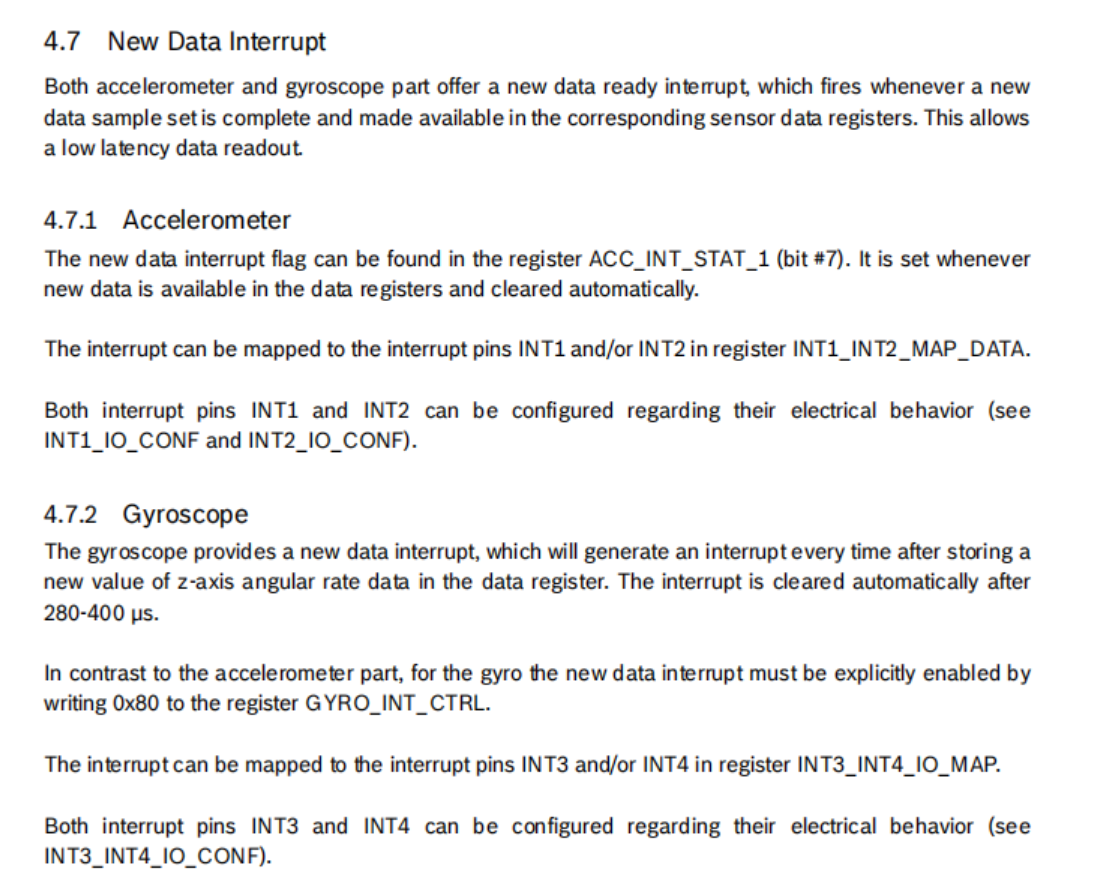 4.7 New Data Interrupt
Both accelerometer and gyroscope part offer a new data ready interrupt, which fires whenever a new
data sample set is complete and made available in the corresponding sensor data registers. This allows
a low latency data readout.
4.7.1 Accelerometer
The new data interrupt flag can be found in the register ACC_INT_STAT_1 (bit #7). It is set whenever
new data is available in the data registers and cleared automatically.
The interrupt can be mapped to the interrupt pins INT1 and/or INT2 in register INT1_INT2_MAP_DATA.
Both interrupt pins INT1 and INT2 can be configured regarding their electrical behavior (see
INT1_IO_CONF and INT2_IO_CONF).
4.7.2 Gyroscope
The gyroscope provides a new data interrupt, which will generate an interrupt every time after storing a
new value of z-axis angular rate data in the data register. The interrupt is cleared automatically after
280-400 µs.
In contrast to the accelerometer part, for the gyro the new data interrupt must be explicitly enabled by
writing 0x80 to the register GYRO_INT_CTRL.
The interrupt can be mapped to the interrupt pins INT3 and/or INT4 in register INT3_INT4_IO_MAP.
Both interrupt pins INT3 and INT4 can be configured regarding their electrical behavior (see
INT3_INT4_IO_CONF).